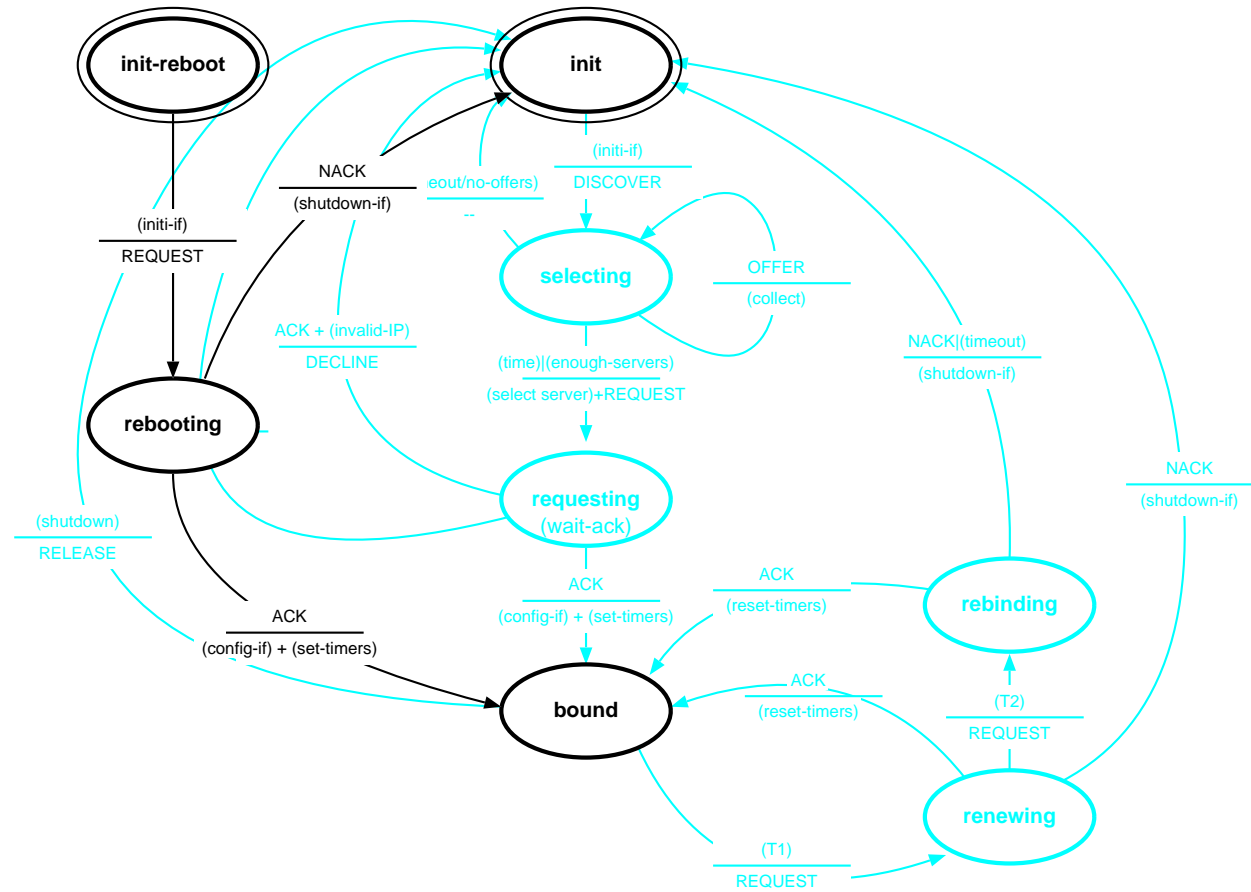 init-reboot
init
(initi-if)
DISCOVER
NACK
(shutdown-if)
eout/no-offers)
--
(initi-if)
REQUEST
selecting
OFFER
(collect)
ACK + (invalid-IP)
DECLINE
(time)|(enough-servers)
(select server)+REQUEST
NACK|(timeout)
(shutdown-if)
rebooting
requesting
(wait-ack)
NACK
(shutdown-if)
(shutdown)
RELEASE
ACK
(config-if) + (set-timers)
ACK
(reset-timers)
rebinding
ACK
(config-if) + (set-timers)
bound
ACK
(reset-timers)
(T2)
REQUEST
renewing
(T1)
REQUEST